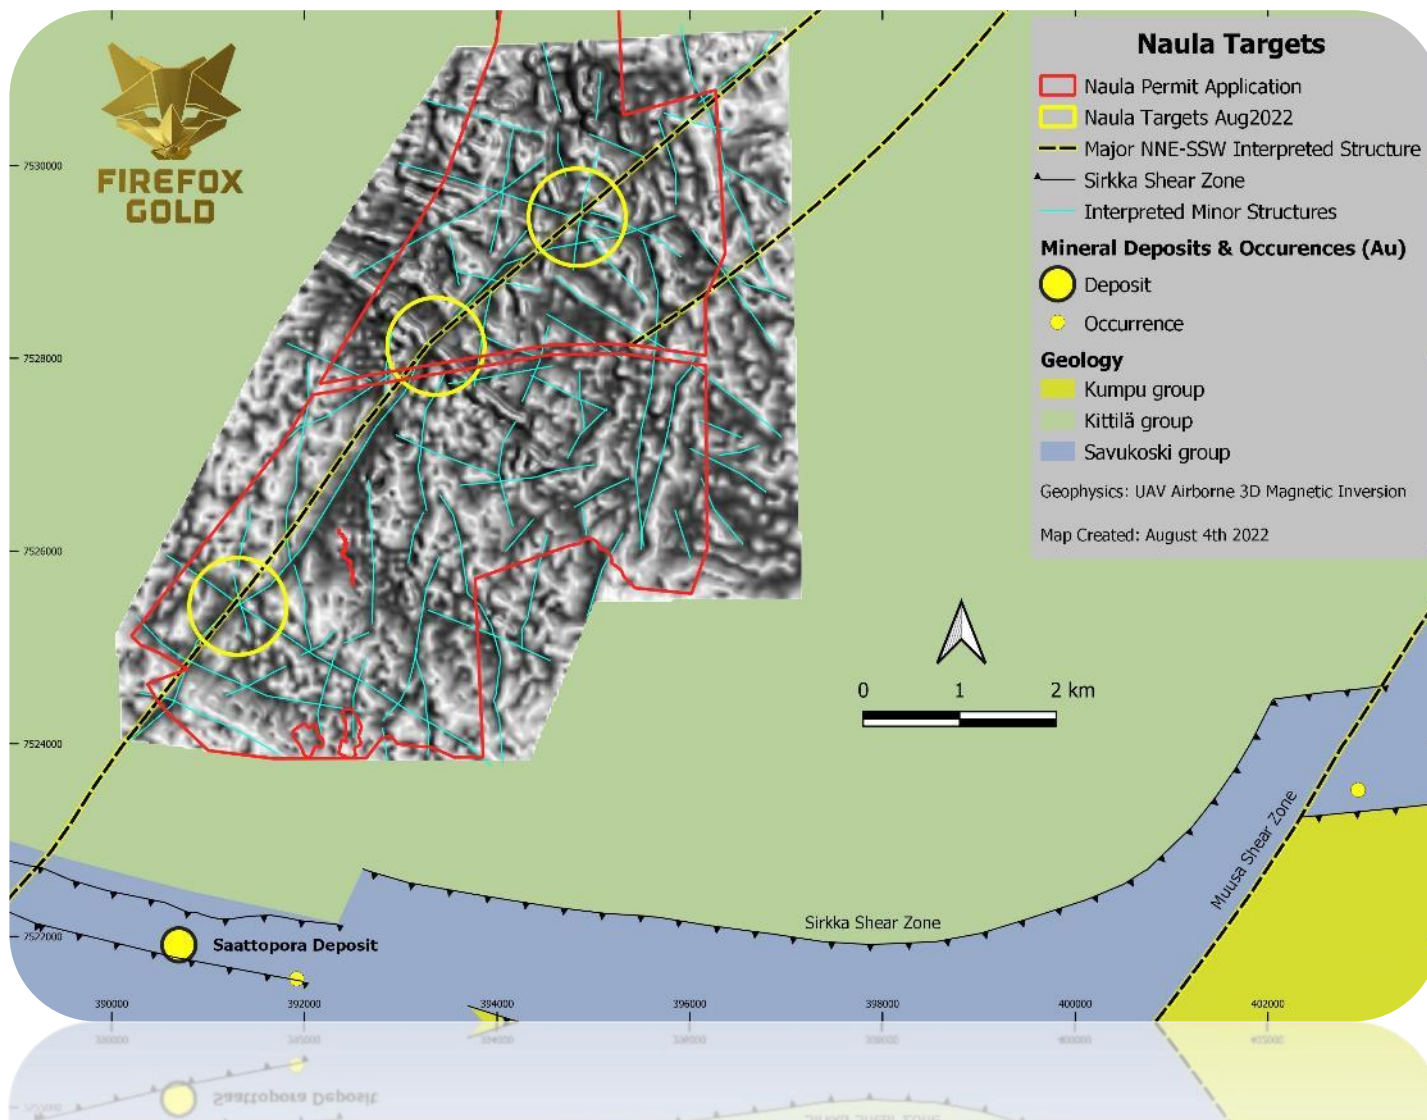 FIREFOX
GOLD
Naula Targets
Naula Permit Application
Naula Targets Aug2022
Major NNE-SSW Interpreted Structure
Sirkka Shear Zone
Interpreted Minor Structures
Mineral Deposits & Occurences (Au)
Deposit
Occurrence
Geology
Kumpu group
Kittilä group
Savukoski group
Geophysics: UAV Airborne 3D Magnetic Inversion
Map Created: August 4th 2022
7530000
7528000
7526000
7524000
7522000
0 1 2 km
Muusa Shear Zone
Sirkka Shear Zone
Saattopora Deposit
390000 392000 394000 396000 398000 400000 402000